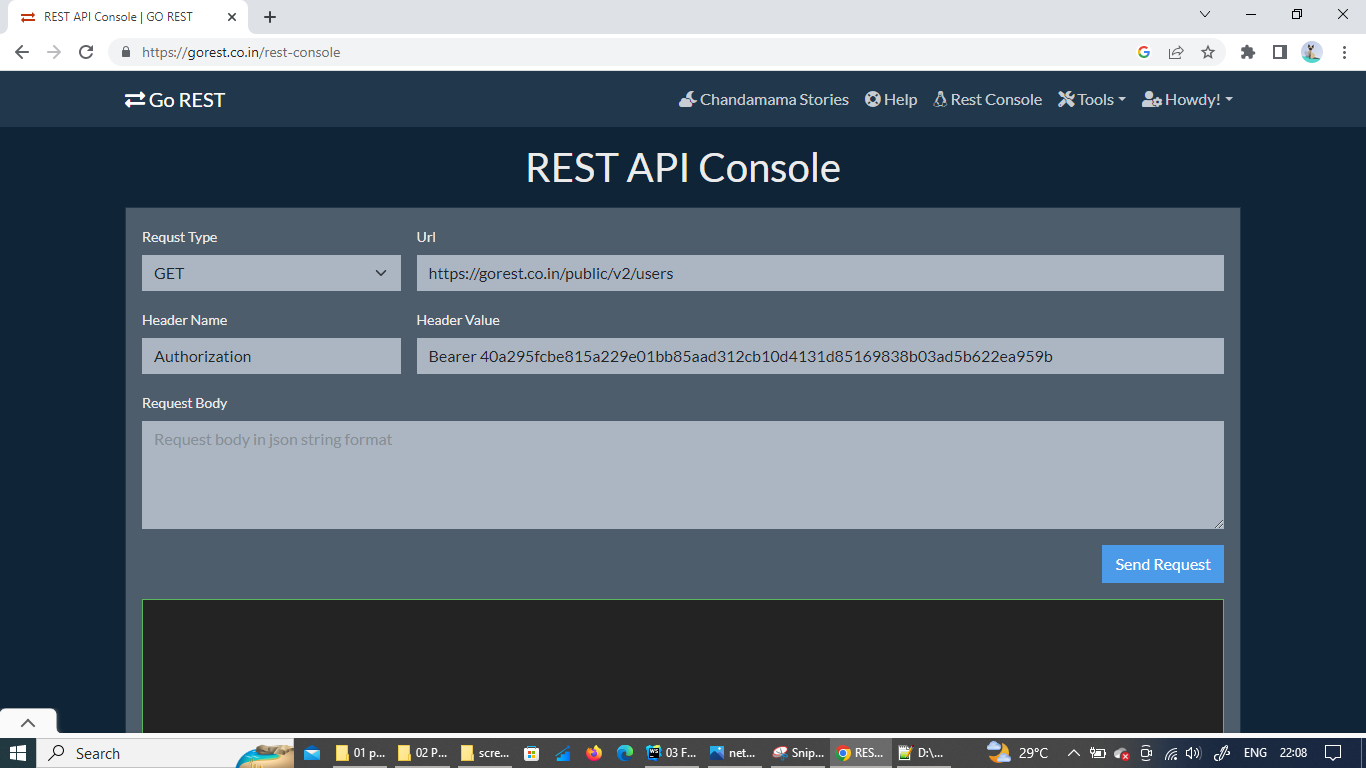 REST API Console | GO REST
https://gorest.co.in/rest-console
Go REST
Chandamama Stories Help Rest Console Tools Howdy!
REST API Console
Requst Type Url
GET https://gorest.co.in/public/v2/users
Header Name Header Value
Authorization Bearer 40a295fcbe815a229e01bb85aad312cb10d4131d85169838b03ad5b622ea959b
Request Body
Request body in json string format
Send Request
Search 01 p... 02 P... scre... 03 F... net... Snip... RES... D:\... 29°C ENG 22:08